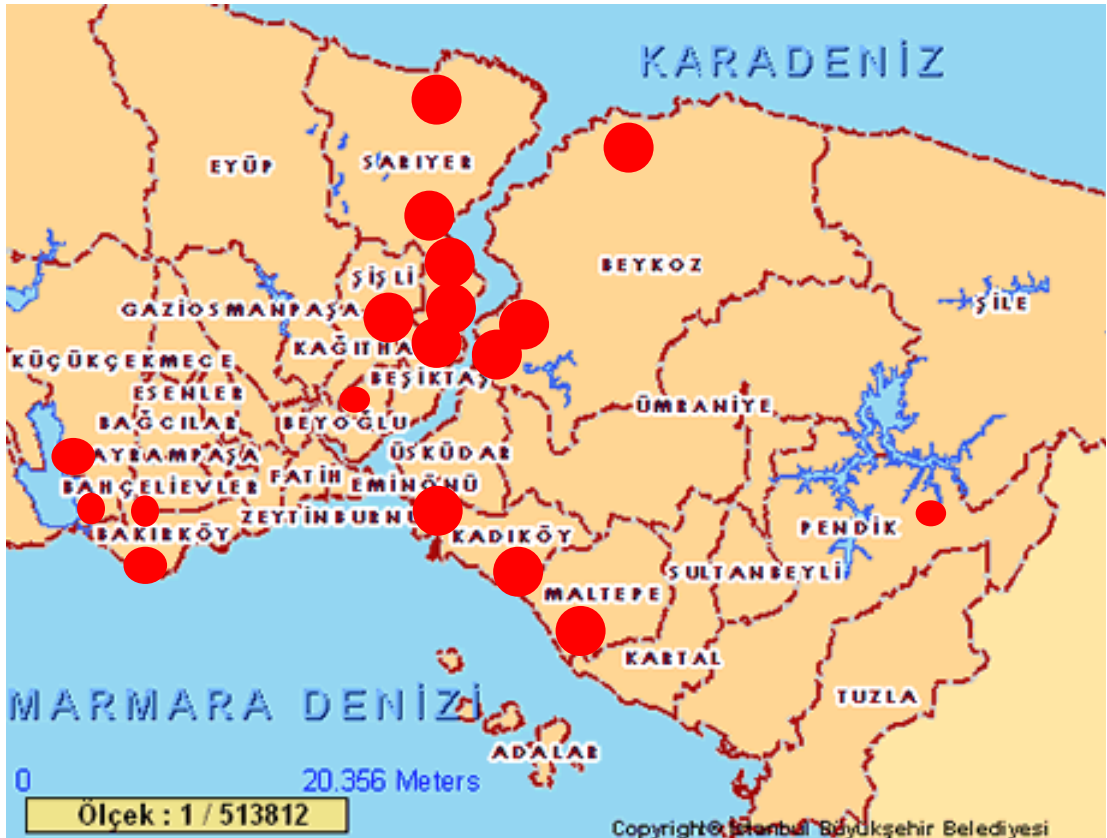 KARADENİZ
EYÜP
SARIYER
BEYKOZ
ŞİŞLİ
ŞİLE
GAZİOSMANPAŞA
KAĞITHA
KÜÇÜKÇEKMECE
BEŞİKTAŞ
ESENLER
ÜMRANİYE
BAĞCILAR
BEYOĞLU
AYRAMPAŞA
ÜSKÜDAR
FATİH
EMİNÖNÜ
BAHÇELİEVLER
ZEYTİNBURNU
BAKIRKÖY
KADIKÖY
PENDİK
SULTANBEYLİ
MALTEPE
KARTAL
TUZLA
MARMARA DENİZİ
ADALAR
0 20.356 Meters
Ölçek : 1 / 513812
Copyright© İstanbul Büyükşehir Belediyesi